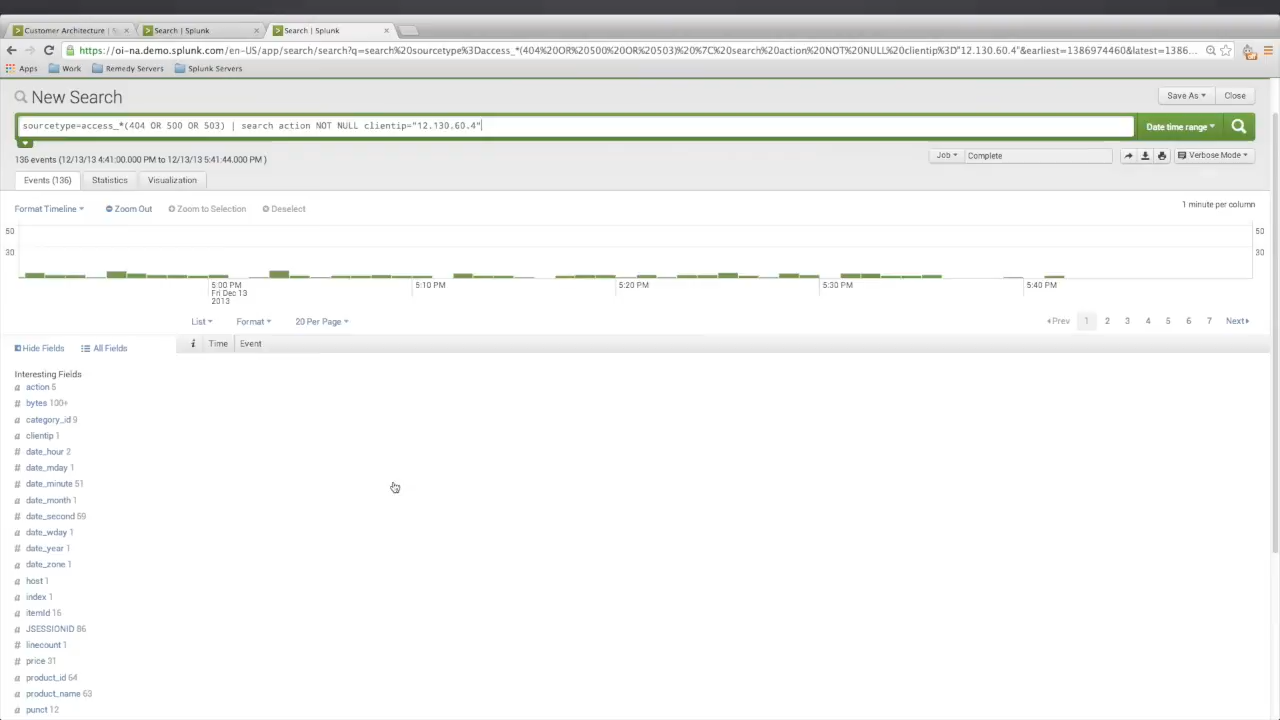 Customer Architecture | Search | Splunk Search | Splunk
https://oi-na.demo.splunk.com/en-US/app/search/search?q=search%20sourcetype%3Daccess_*(404%20OR%20500%20OR%20503)%20%7C%20search%20action%20NOT%20NULL%20clientip%3D"12.130.60.4"&earliest=1386974460&latest=1386...
Apps Work Remedy Servers Splunk Servers
New Search Save As Close
sourcetype=access_*(404 OR 500 OR 503) | search action NOT NULL clientip="12.130.60.4" Date time range
136 events (12/13/13 4:41:00.000 PM to 12/13/13 5:41:44.000 PM ) Job Complete Verbose Mode
Events (136) Statistics Visualization
Format Timeline Zoom Out Zoom to Selection Deselect 1 minute per column
50 50
30 30
5:00 PM 5:10 PM 5:20 PM 5:30 PM 5:40 PM
Fri Dec 13
2013
List Format 20 Per Page Prev 1 2 3 4 5 6 7 Next
Hide Fields All Fields i Time Event
Interesting Fields
a action 5
# bytes 100+
a category_id 9
a clientip 1
# date_hour 2
# date_mday 1
# date_minute 51
a date_month 1
# date_second 59
a date_wday 1
# date_year 1
a date_zone 1
a host 1
a index 1
a itemId 16
a JSESSIONID 86
# linecount 1
# price 31
a product_id 64
a product_name 63
a punct 12